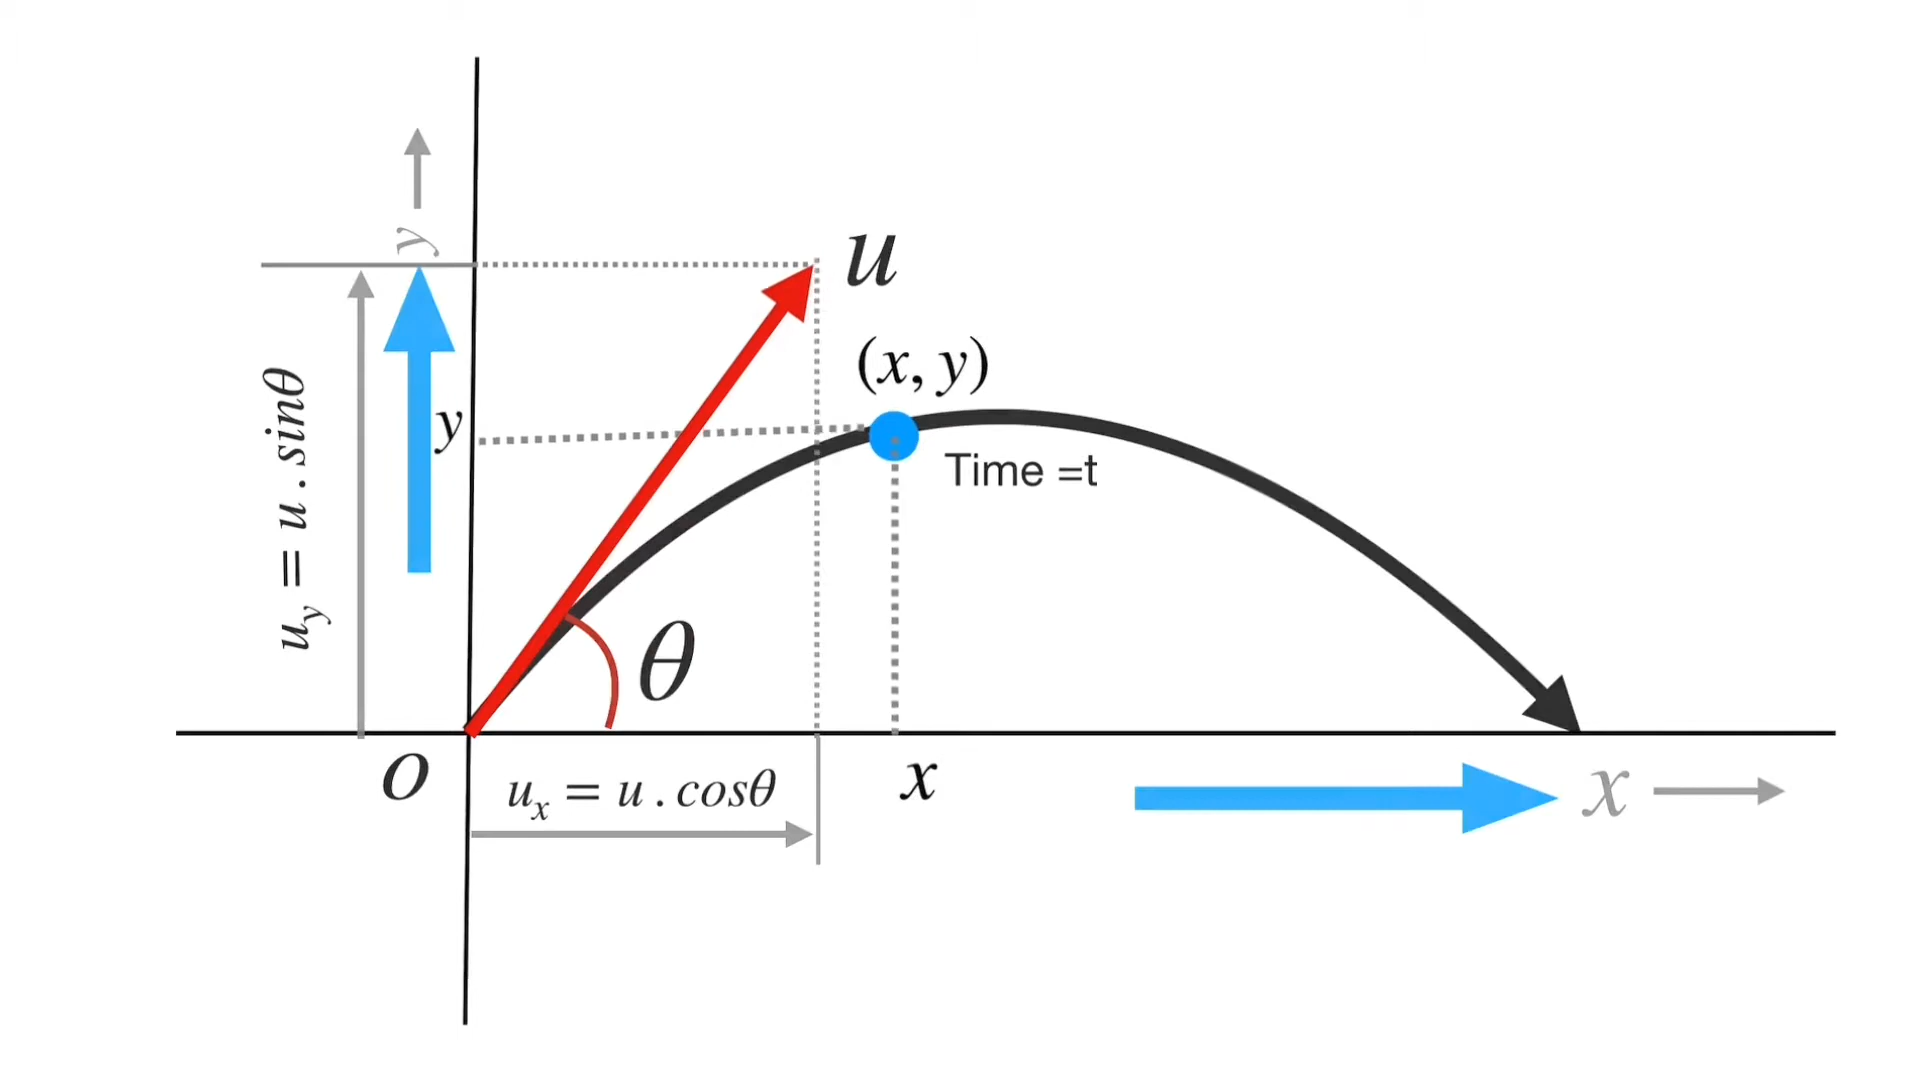 y
u
(x, y)
u_y = u . sinθ
y
Time =t
θ
O
u_x = u . cosθ
x
x